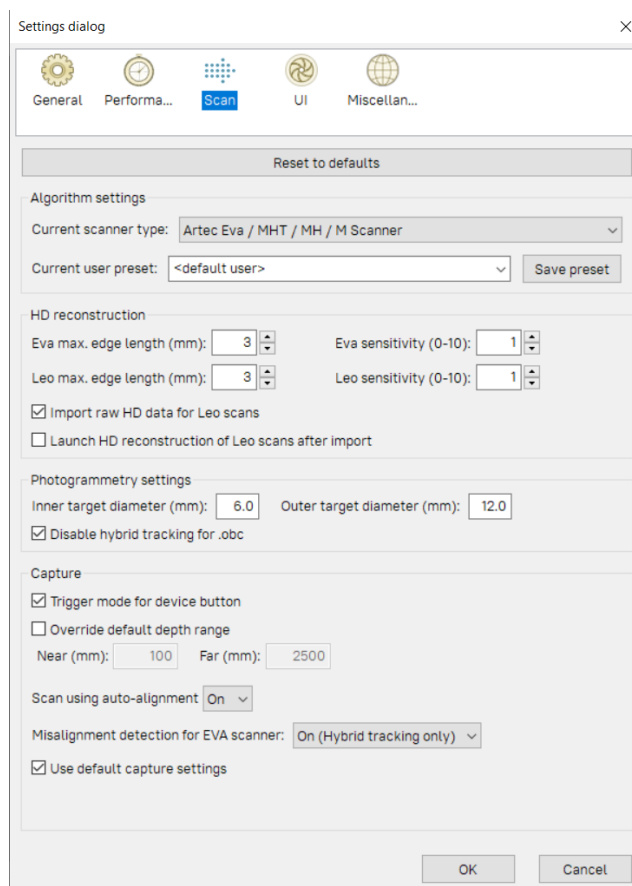 Settings dialog
General Performa... Scan UI Miscellan...
Reset to defaults
Algorithm settings
Current scanner type: Artec Eva / MHT / MH / M Scanner
Current user preset: <default user> Save preset
HD reconstruction
Eva max. edge length (mm): 3 Eva sensitivity (0-10): 1
Leo max. edge length (mm): 3 Leo sensitivity (0-10): 1
Import raw HD data for Leo scans
Launch HD reconstruction of Leo scans after import
Photogrammetry settings
Inner target diameter (mm): 6.0 Outer target diameter (mm): 12.0
Disable hybrid tracking for .obc
Capture
Trigger mode for device button
Override default depth range
Near (mm): 100 Far (mm): 2500
Scan using auto-alignment On
Misalignment detection for EVA scanner: On (Hybrid tracking only)
Use default capture settings
OK Cancel